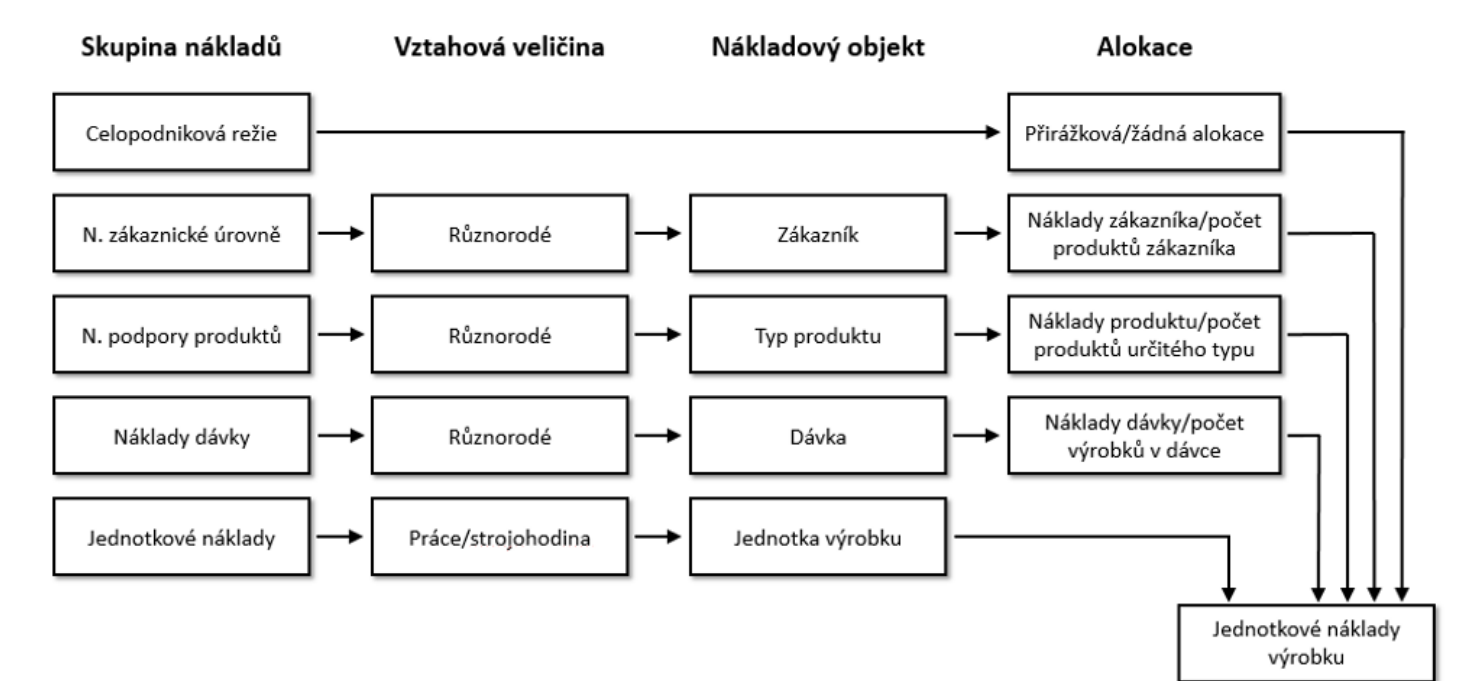 Skupina nákladů
Vztahová veličina
Nákladový objekt
Alokace
Celopodniková režie
Přirážková/žádná alokace
N. zákaznické úrovně
Různorodé
Zákazník
Náklady zákazníka/počet
produktů zákazníka
N. podpory produktů
Různorodé
Typ produktu
Náklady produktu/počet
produktů určitého typu
Náklady dávky
Různorodé
Dávka
Náklady dávky/počet
výrobků v dávce
Jednotkové náklady
Práce/strojohodina
Jednotka výrobku
Jednotkové náklady
výrobku